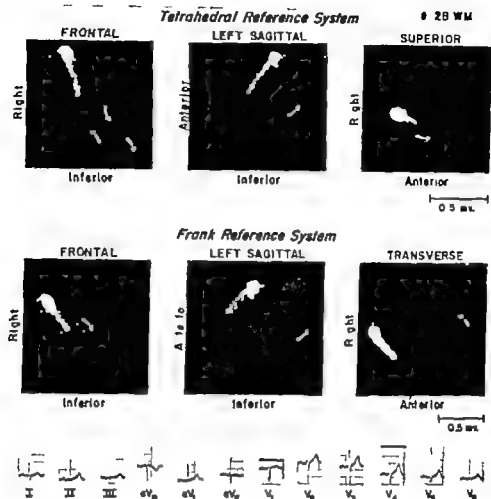 Tetrahedral Reference System
# 28 WM
FRONTAL
LEFT SAGITTAL
SUPERIOR
Right
Anterior
Right
Inferior
Inferior
Anterior
0.5 mv.
Frank Reference System
FRONTAL
LEFT SAGITTAL
TRANSVERSE
Right
Right
Inferior
Inferior
Anterior
0.5 mv.
I II III